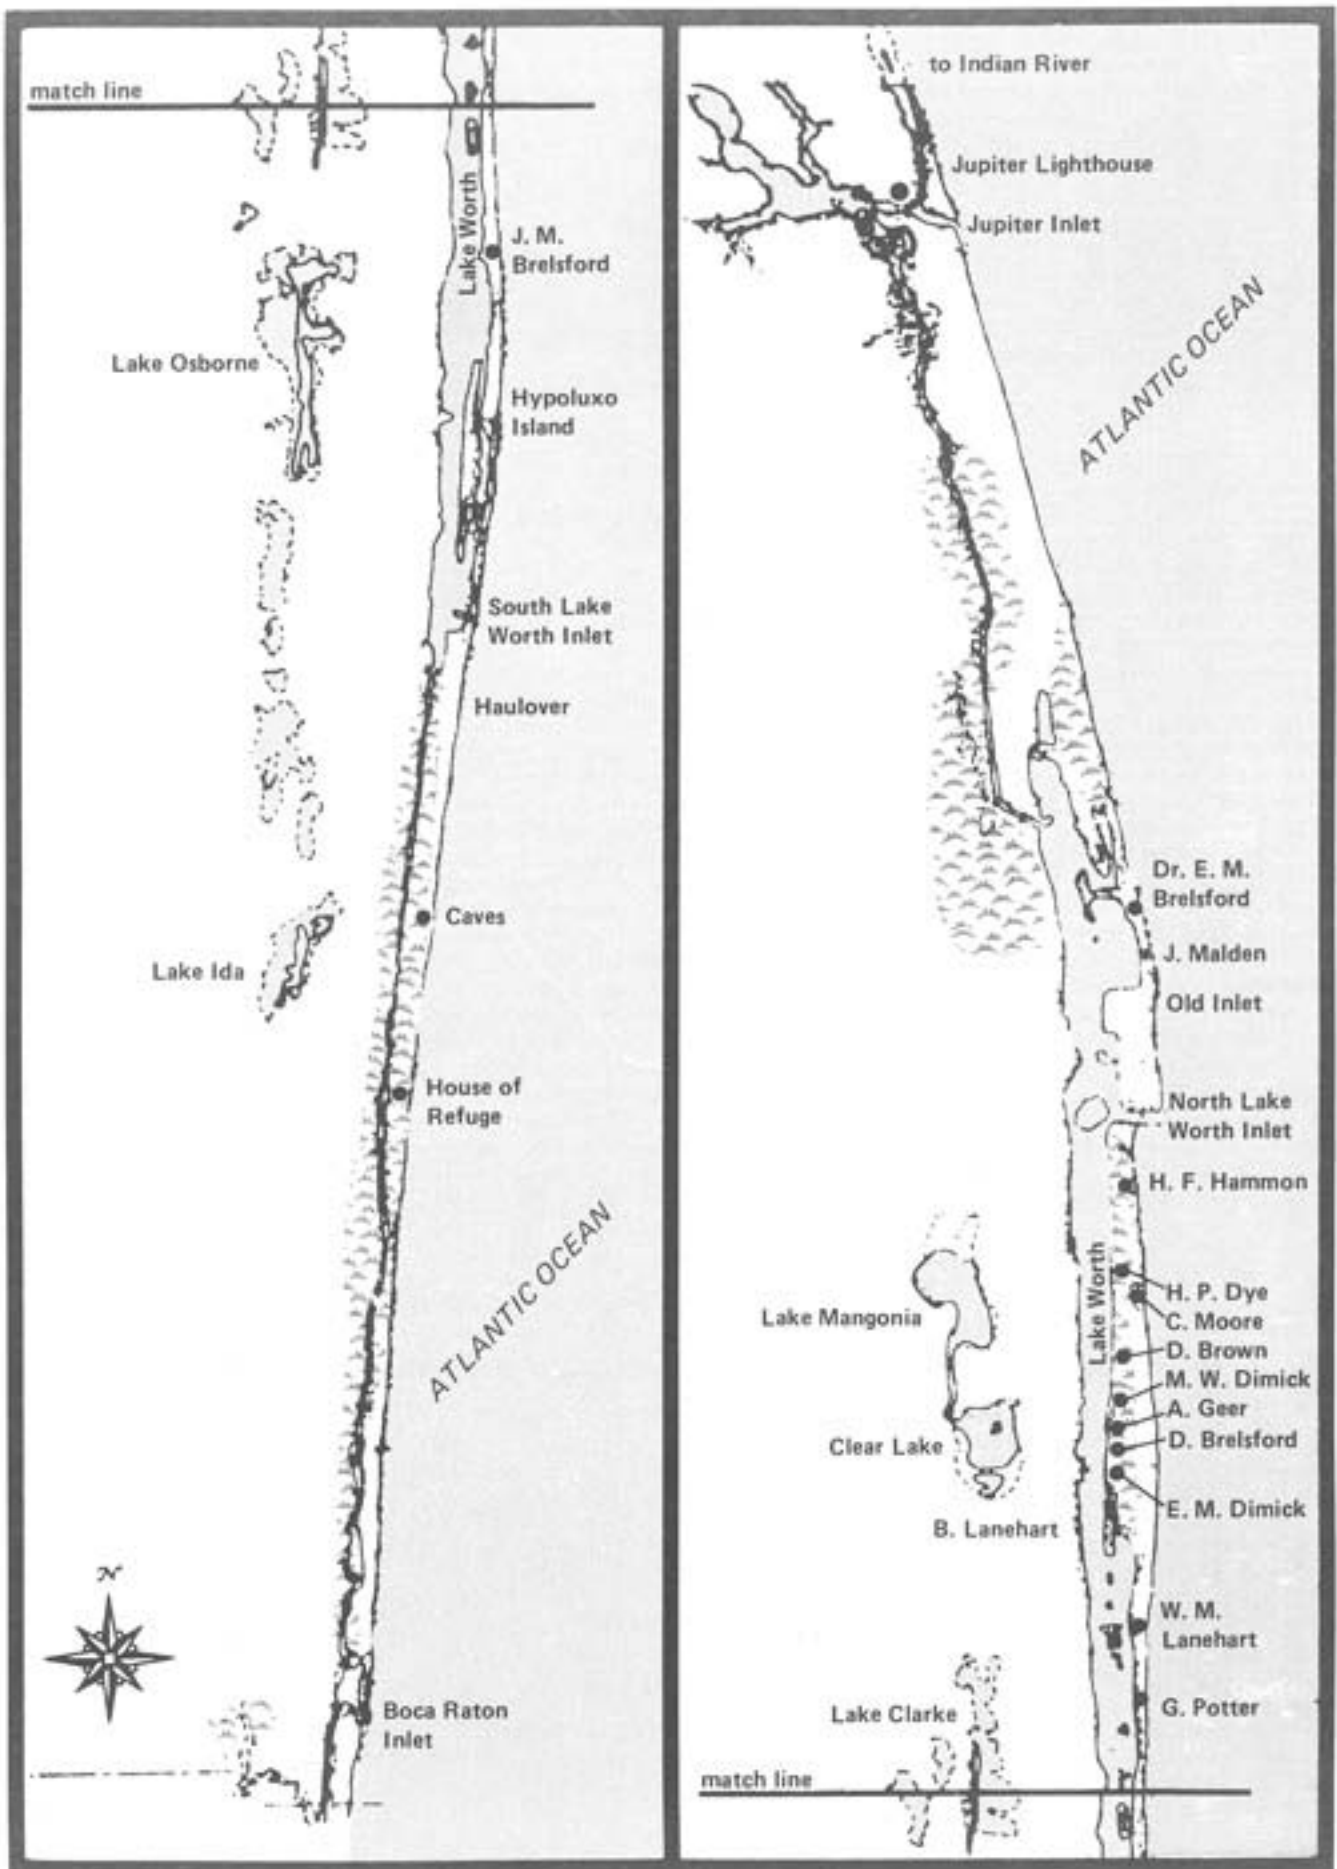 match line
Lake Worth
J. M.
Brelsford
Lake Osborne
Hypoluxo
Island
South Lake
Worth Inlet
Haulover
Caves
Lake Ida
House of
Refuge
ATLANTIC OCEAN
N
Boca Raton
Inlet
to Indian River
Jupiter Lighthouse
Jupiter Inlet
ATLANTIC OCEAN
Dr. E. M.
Brelsford
J. Malden
Old Inlet
North Lake
Worth Inlet
H. F. Hammon
Lake Worth
H. P. Dye
Lake Mangonia
C. Moore
D. Brown
M. W. Dimick
A. Geer
Clear Lake
D. Brelsford
E. M. Dimick
B. Lanehart
W. M.
Lanehart
Lake Clarke
G. Potter
match line